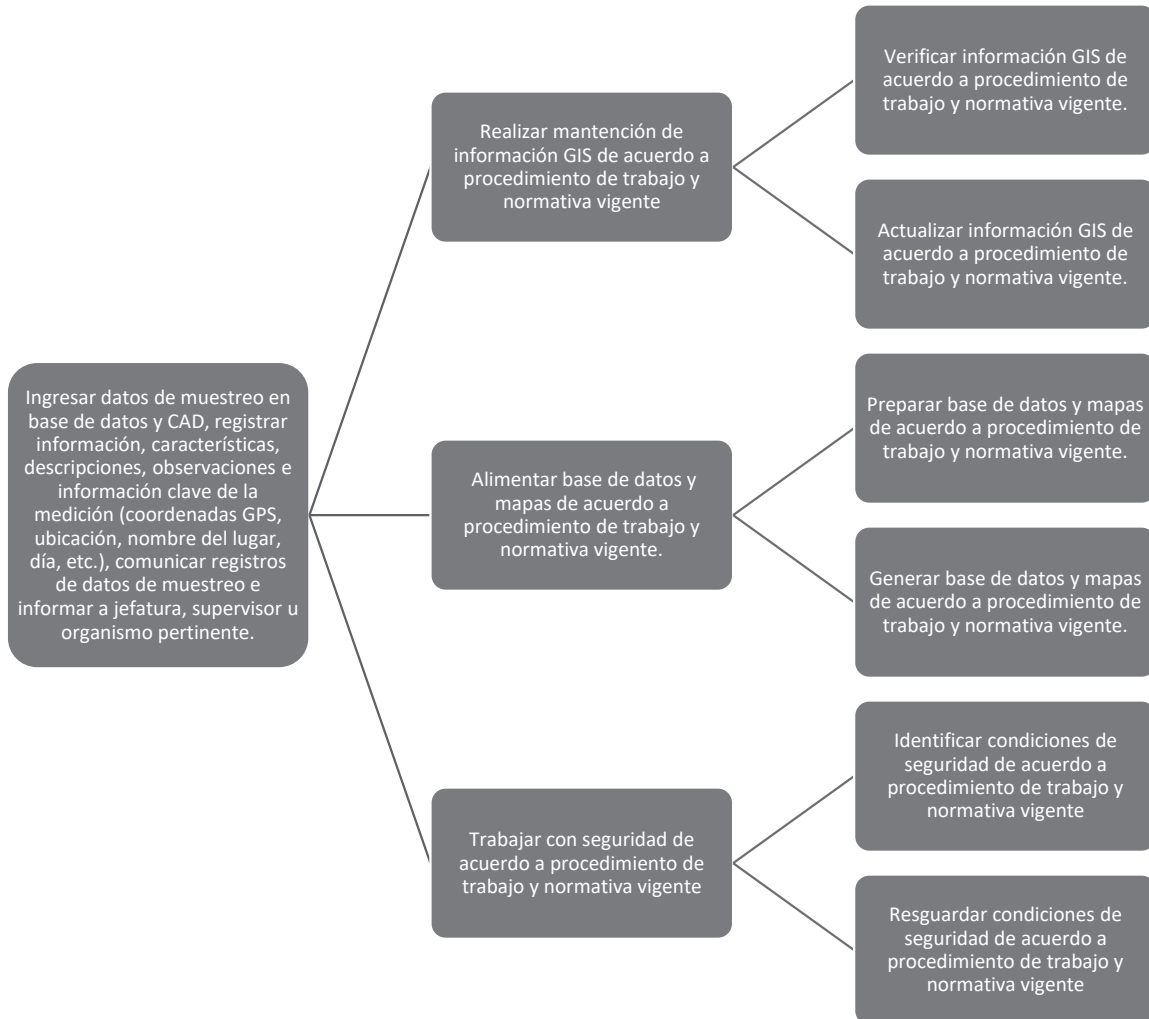 Ingresar datos de muestreo en
base de datos y CAD, registrar
información, características,
descripciones, observaciones e
información clave de la
medición (coordenadas GPS,
ubicación, nombre del lugar,
día, etc.), comunicar registros
de datos de muestreo e
informar a jefatura, supervisor u
organismo pertinente.
Realizar mantención de
información GIS de acuerdo a
procedimiento de trabajo y
normativa vigente
Verificar información GIS de
acuerdo a procedimiento de
trabajo y normativa vigente.
Actualizar información GIS de
acuerdo a procedimiento de
trabajo y normativa vigente.
Alimentar base de datos y
mapas de acuerdo a
procedimiento de trabajo y
normativa vigente.
Preparar base de datos y mapas
de acuerdo a procedimiento de
trabajo y normativa vigente.
Generar base de datos y mapas
de acuerdo a procedimiento de
trabajo y normativa vigente.
Trabajar con seguridad de
acuerdo a procedimiento de
trabajo y normativa vigente
Identificar condiciones de
seguridad de acuerdo a
procedimiento de trabajo y
normativa vigente
Resguardar condiciones de
seguridad de acuerdo a
procedimiento de trabajo y
normativa vigente